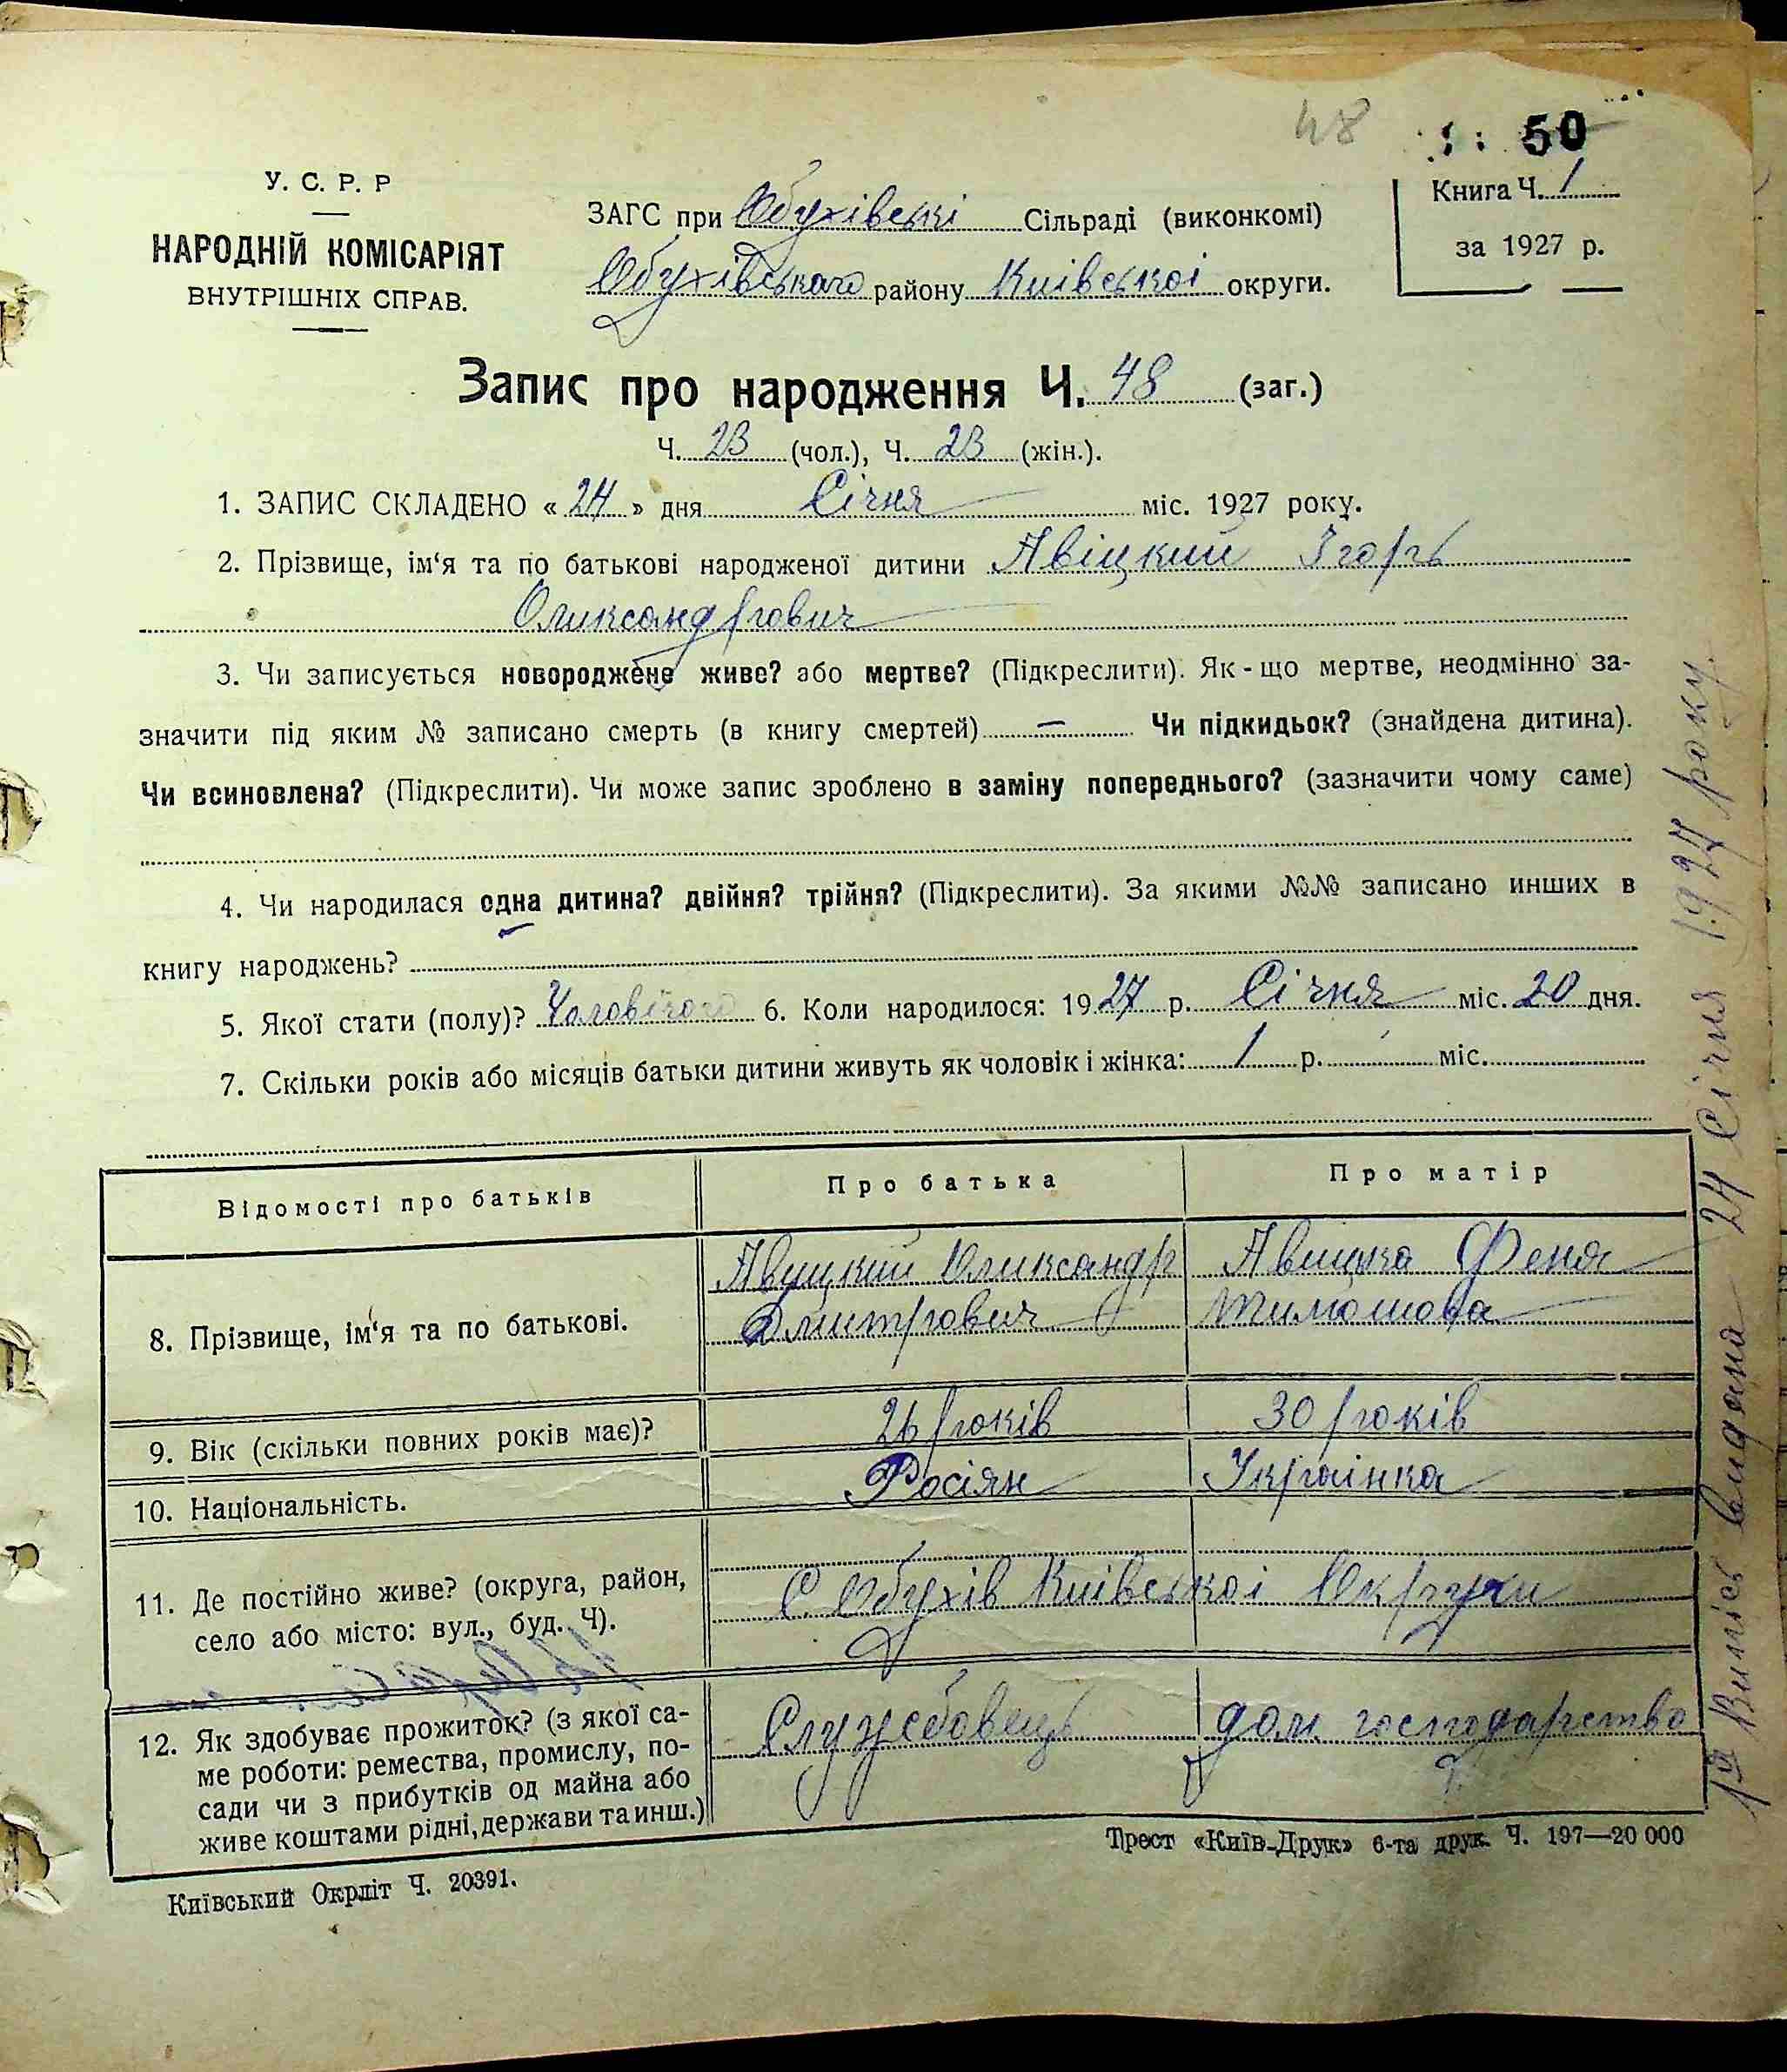 48
50
У. С. Р. Р
НАРОДНІЙ КОМІСАРІЯТ
ВНУТРІШНІХ СПРАВ.
ЗАГС при Обухівські Сільраді (виконкомі)
Обухівського району Київської округи.
Книга Ч. 1
за 1927 р.
Запис про народження Ч. 48 (заг.)
Ч. 23 (чол.), Ч. 23 (жін.).
1. ЗАПИС СКЛАДЕНО « 24 » дня Січня міс. 1927 року.
2. Прізвище, ім‘я та по батькові народженої дитини Явіцкий Ігорь
Олександрович
3. Чи записується новороджене живе? або мертве? (Підкреслити). Як-що мертве, неодмінно за-
значити під яким № записано смерть (в книгу смертей) — Чи підкидьок? (знайдена дитина).
Чи всиновлена? (Підкреслити). Чи може запис зроблено в заміну попереднього? (зазначити чому саме)
4. Чи народилася одна дитина? двійня? трійня? (Підкреслити). За якими №№ записано инших в
книгу народжень?
5. Якої стати (полу)? Чоловічого 6. Коли народилося: 1927 р. Січня міс. 20 дня.
7. Скільки років або місяців батьки дитини живуть як чоловік і жінка: 1 р. міс.
Відомості про батьків Про батька Про матір
8. Прізвище, ім‘я та по батькові.
Явицкий Олександр
Дмитрович
Явицка Феня
Тимошова
9. Вік (скільки повних років має)? 26 років 30 років
10. Національність. Росіян Українка
11. Де постійно живе? (округа, район,
село або місто: вул., буд. Ч).
С. Обухів Київської Округи
12. Як здобуває прожиток? (з якої са-
ме роботи: ремества, промислу, по-
сади чи з прибутків од майна або
живе коштами рідні, держави та инш.)
Службовець
дом. господарство
Трест «Київ-Друк» 6-та друк. Ч. 197—20 000
Київський Окрліт Ч. 20391.
1й Випісь видана 24 Січня 1927 року.